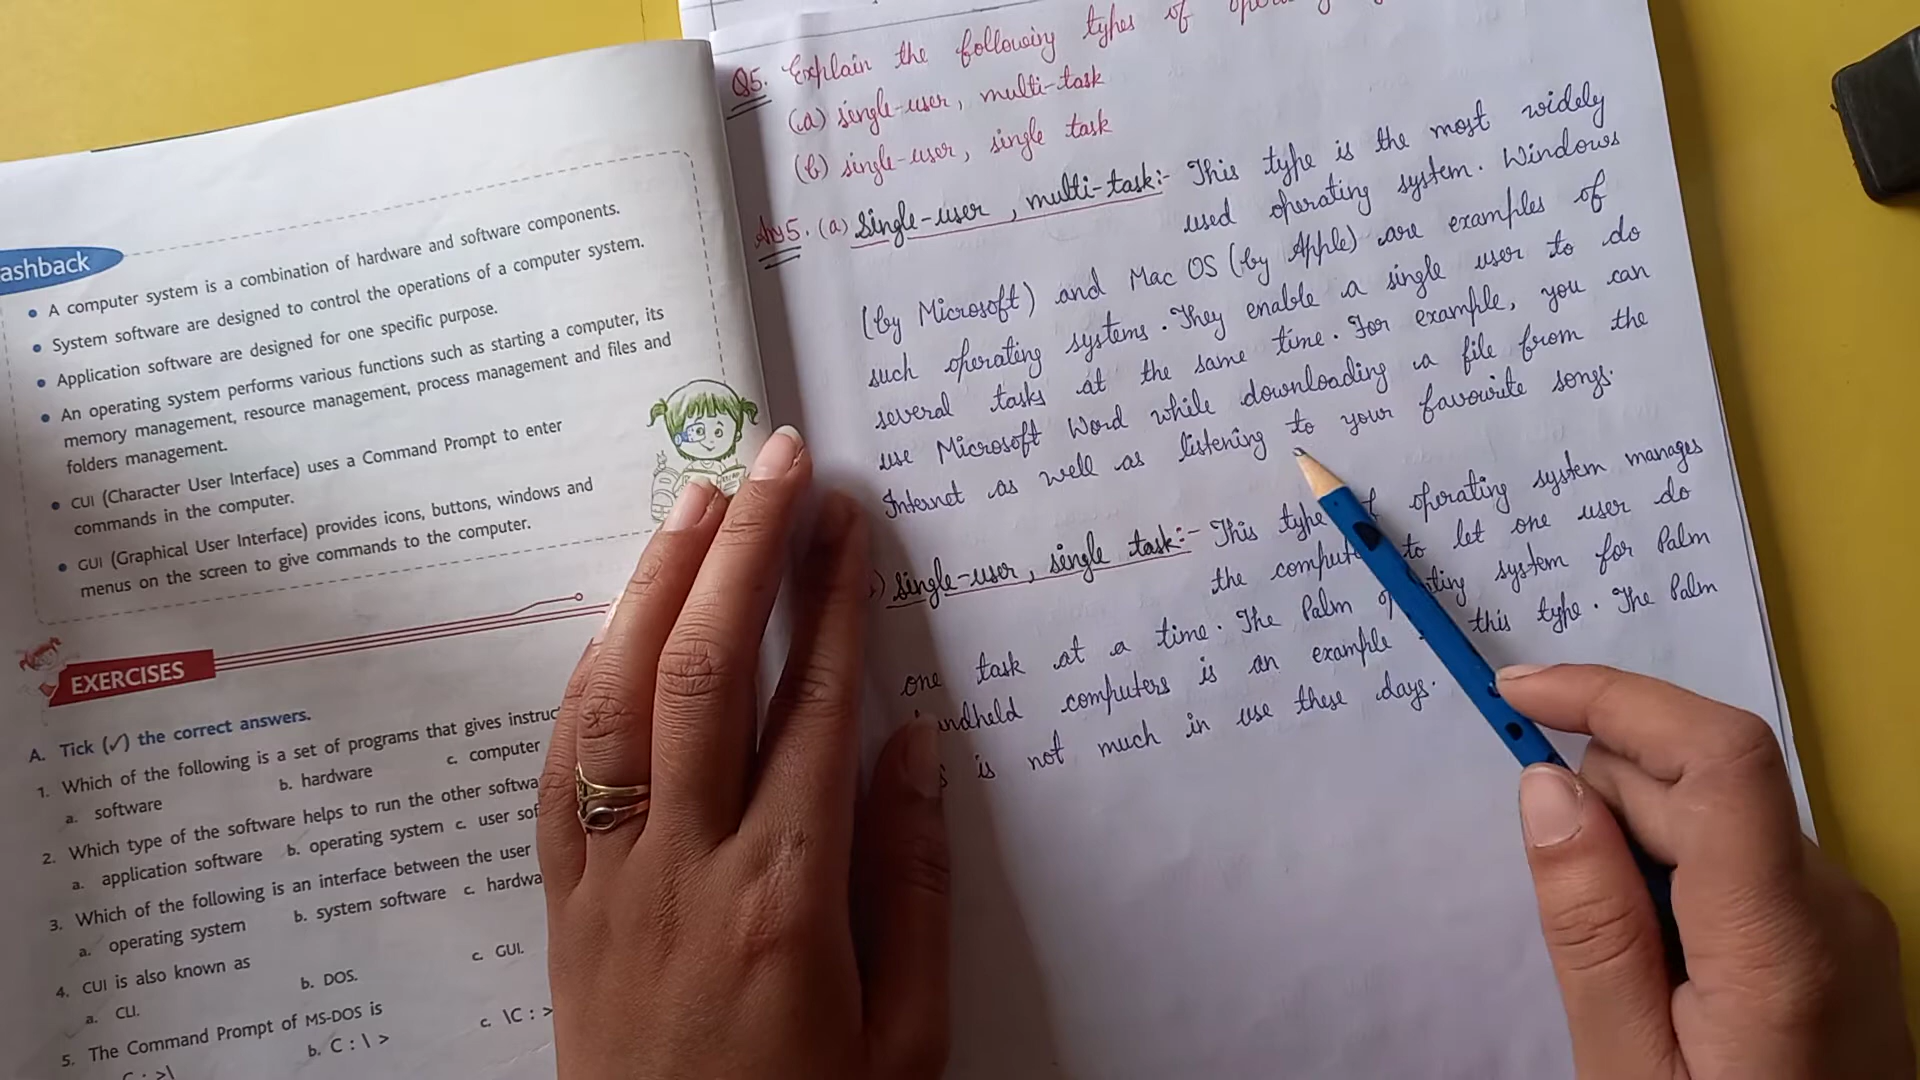 ashback
A computer system is a combination of hardware and software components.
System software are designed to control the operations of a computer system.
Application software are designed for one specific purpose.
An operating system performs various functions such as starting a computer, its
memory management, resource management, process management and files and
folders management.
CUI (Character User Interface) uses a Command Prompt to enter
commands in the computer.
GUI (Graphical User Interface) provides icons, buttons, windows and
menus on the screen to give commands to the computer.
EXERCISES
A. Tick (✓) the correct answers.
1. Which of the following is a set of programs that gives instruc
a. software b. hardware c. computer
2. Which type of the software helps to run the other softwa
a. application software b. operating system c. user sof
3. Which of the following is an interface between the user
a. operating system b. system software c. hardwa
4. CUI is also known as
a. CLI. b. DOS. c. GUI.
5. The Command Prompt of MS-DOS is
C:>\ b. C:\> c. \C:>
Q5. Explain the following types of
(a) single-user, multi-task
(b) single-user, single task
Ans5. (a) single-user, multi-task:- This type is the most widely
used operating system. Windows
(by Microsoft) and Mac OS (by Apple) are examples of
such operating systems. They enable a single user to do
several tasks at the same time. For example, you can
use Microsoft Word while downloading a file from the
Internet as well as listening to your favourite songs.
) single-user, single task:- This type of operating system manages
the computer to let one user do
one task at a time. The Palm operating system for Palm
handheld computers is an example this type. The Palm
is not much in use these days.